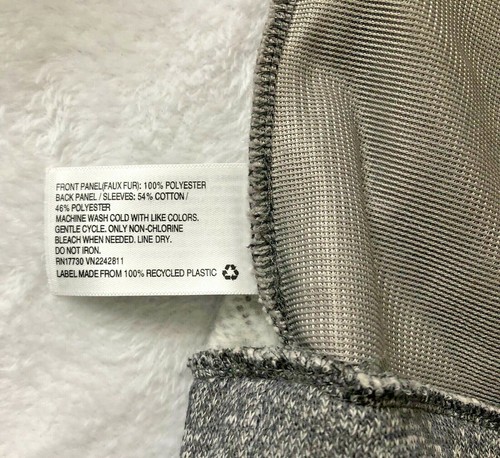 FRONT PANEL(FAUX FUR): 100% POLYESTER
BACK PANEL / SLEEVES: 54% COTTON /
46% POLYESTER
MACHINE WASH COLD WITH LIKE COLORS.
GENTLE CYCLE. ONLY NON-CHLORINE
BLEACH WHEN NEEDED. LINE DRY.
DO NOT IRON.
RN17730 VN2242811
LABEL MADE FROM 100% RECYCLED PLASTIC